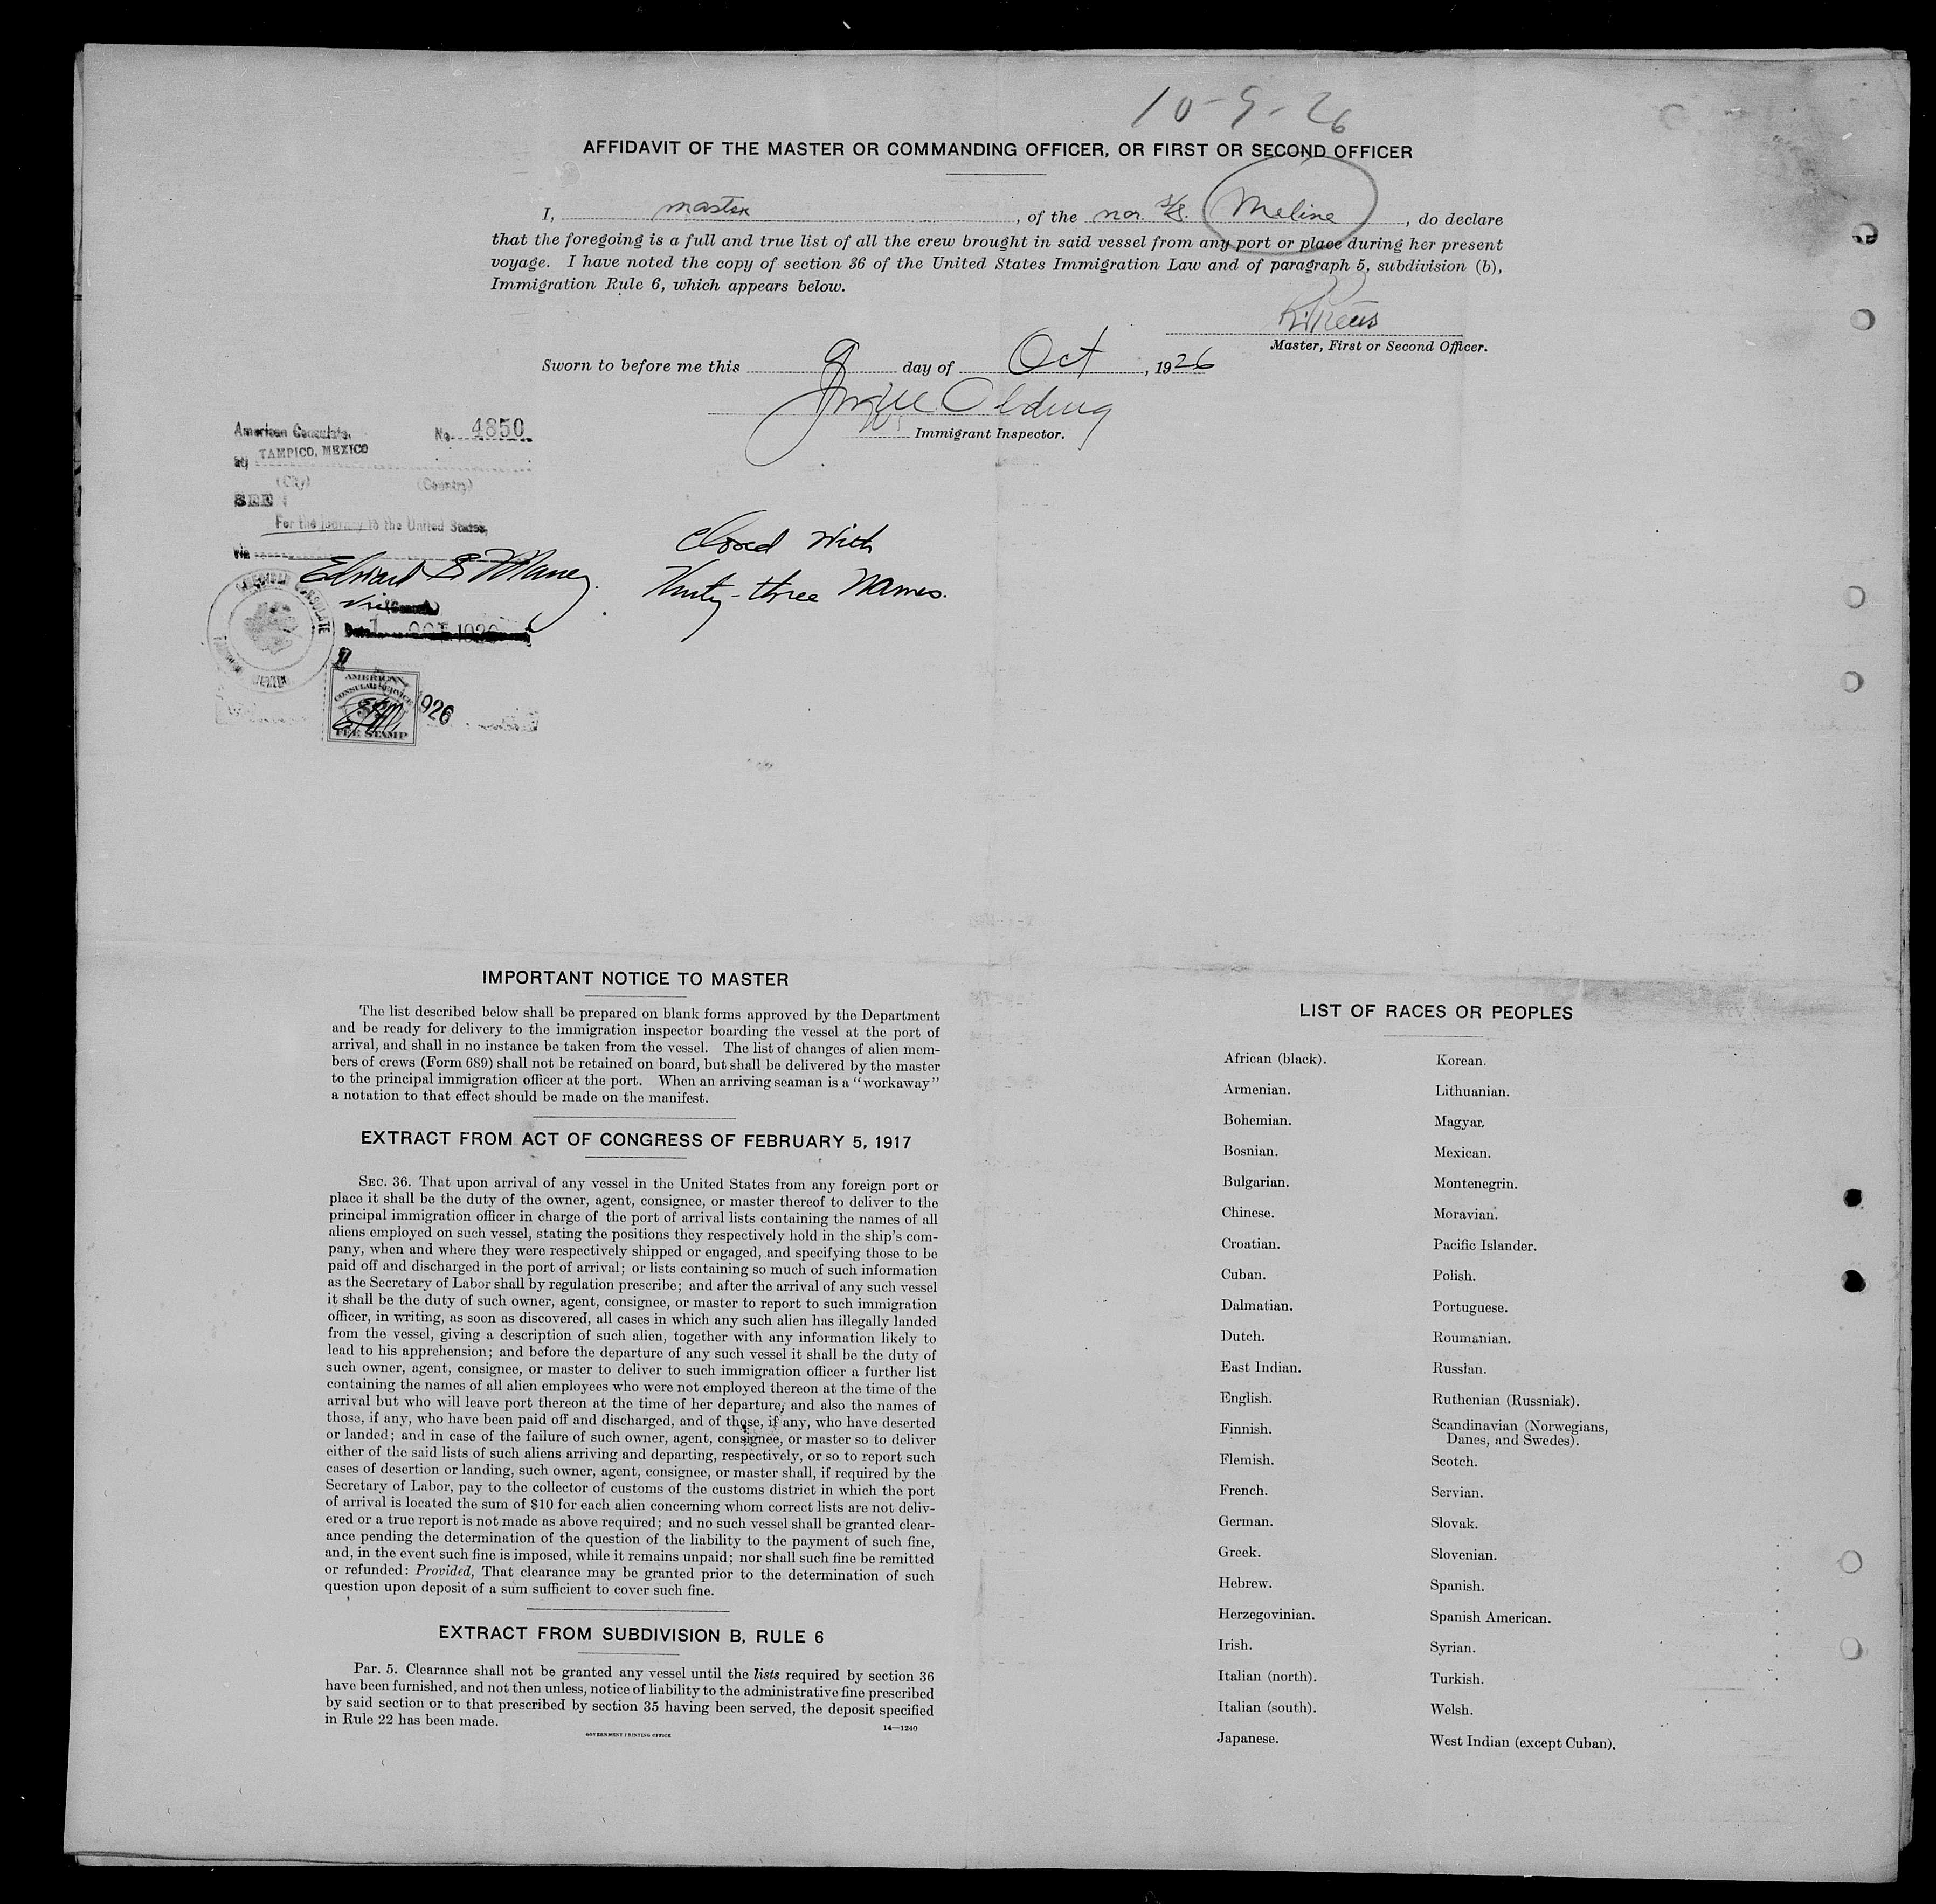 10-9-26
AFFIDAVIT OF THE MASTER OR COMMANDING OFFICER, OR FIRST OR SECOND OFFICER
I, master, of the nor. S/S. Meline, do declare
that the foregoing is a full and true list of all the crew brought in said vessel from any port or place during her present
voyage. I have noted the copy of section 36 of the United States Immigration Law and of paragraph 5, subdivision (b),
Immigration Rule 6, which appears below.
Master, First or Second Officer.
Sworn to before me this 9 day of Oct, 1926
Immigrant Inspector.
American Consulate, No. 4850
at TAMPICO, MEXICO
(City) (Country)
SEEN
For the journey to the United States,
via
Edward S. Maney
Vice Consul
Date OCT 1926
AMERICAN CONSULATE
AMERICAN
CONSULAR SERVICE
FEE STAMP
1926
Closed with
Thirty-three Names.
IMPORTANT NOTICE TO MASTER
The list described below shall be prepared on blank forms approved by the Department
and be ready for delivery to the immigration inspector boarding the vessel at the port of
arrival, and shall in no instance be taken from the vessel. The list of changes of alien mem-
bers of crews (Form 689) shall not be retained on board, but shall be delivered by the master
to the principal immigration officer at the port. When an arriving seaman is a "workaway"
a notation to that effect should be made on the manifest.
EXTRACT FROM ACT OF CONGRESS OF FEBRUARY 5, 1917
SEC. 36. That upon arrival of any vessel in the United States from any foreign port or
place it shall be the duty of the owner, agent, consignee, or master thereof to deliver to the
principal immigration officer in charge of the port of arrival lists containing the names of all
aliens employed on such vessel, stating the positions they respectively hold in the ship's com-
pany, when and where they were respectively shipped or engaged, and specifying those to be
paid off and discharged in the port of arrival; or lists containing so much of such information
as the Secretary of Labor shall by regulation prescribe; and after the arrival of any such vessel
it shall be the duty of such owner, agent, consignee, or master to report to such immigration
officer, in writing, as soon as discovered, all cases in which any such alien has illegally landed
from the vessel, giving a description of such alien, together with any information likely to
lead to his apprehension; and before the departure of any such vessel it shall be the duty of
such owner, agent, consignee, or master to deliver to such immigration officer a further list
containing the names of all alien employees who were not employed thereon at the time of the
arrival but who will leave port thereon at the time of her departure, and also the names of
those, if any, who have been paid off and discharged, and of those, if any, who have deserted
or landed; and in case of the failure of such owner, agent, consignee, or master so to deliver
either of the said lists of such aliens arriving and departing, respectively, or so to report such
cases of desertion or landing, such owner, agent, consignee, or master shall, if required by the
Secretary of Labor, pay to the collector of customs of the customs district in which the port
of arrival is located the sum of $10 for each alien concerning whom correct lists are not deliv-
ered or a true report is not made as above required; and no such vessel shall be granted clear-
ance pending the determination of the question of the liability to the payment of such fine,
and, in the event such fine is imposed, while it remains unpaid; nor shall such fine be remitted
or refunded: Provided, That clearance may be granted prior to the determination of such
question upon deposit of a sum sufficient to cover such fine.
EXTRACT FROM SUBDIVISION B, RULE 6
Par. 5. Clearance shall not be granted any vessel until the lists required by section 36
have been furnished, and not then unless, notice of liability to the administrative fine prescribed
by said section or to that prescribed by section 35 having been served, the deposit specified
in Rule 22 has been made.
GOVERNMENT PRINTING OFFICE 14—1240
LIST OF RACES OR PEOPLES
African (black). Korean.
Armenian. Lithuanian.
Bohemian. Magyar.
Bosnian. Mexican.
Bulgarian. Montenegrin.
Chinese. Moravian.
Croatian. Pacific Islander.
Cuban. Polish.
Dalmatian. Portuguese.
Dutch. Roumanian.
East Indian. Russian.
English. Ruthenian (Russniak).
Finnish. Scandinavian (Norwegians,
Danes, and Swedes).
Flemish. Scotch.
French. Servian.
German. Slovak.
Greek. Slovenian.
Hebrew. Spanish.
Herzegovinian. Spanish American.
Irish. Syrian.
Italian (north). Turkish.
Italian (south). Welsh.
Japanese. West Indian (except Cuban).